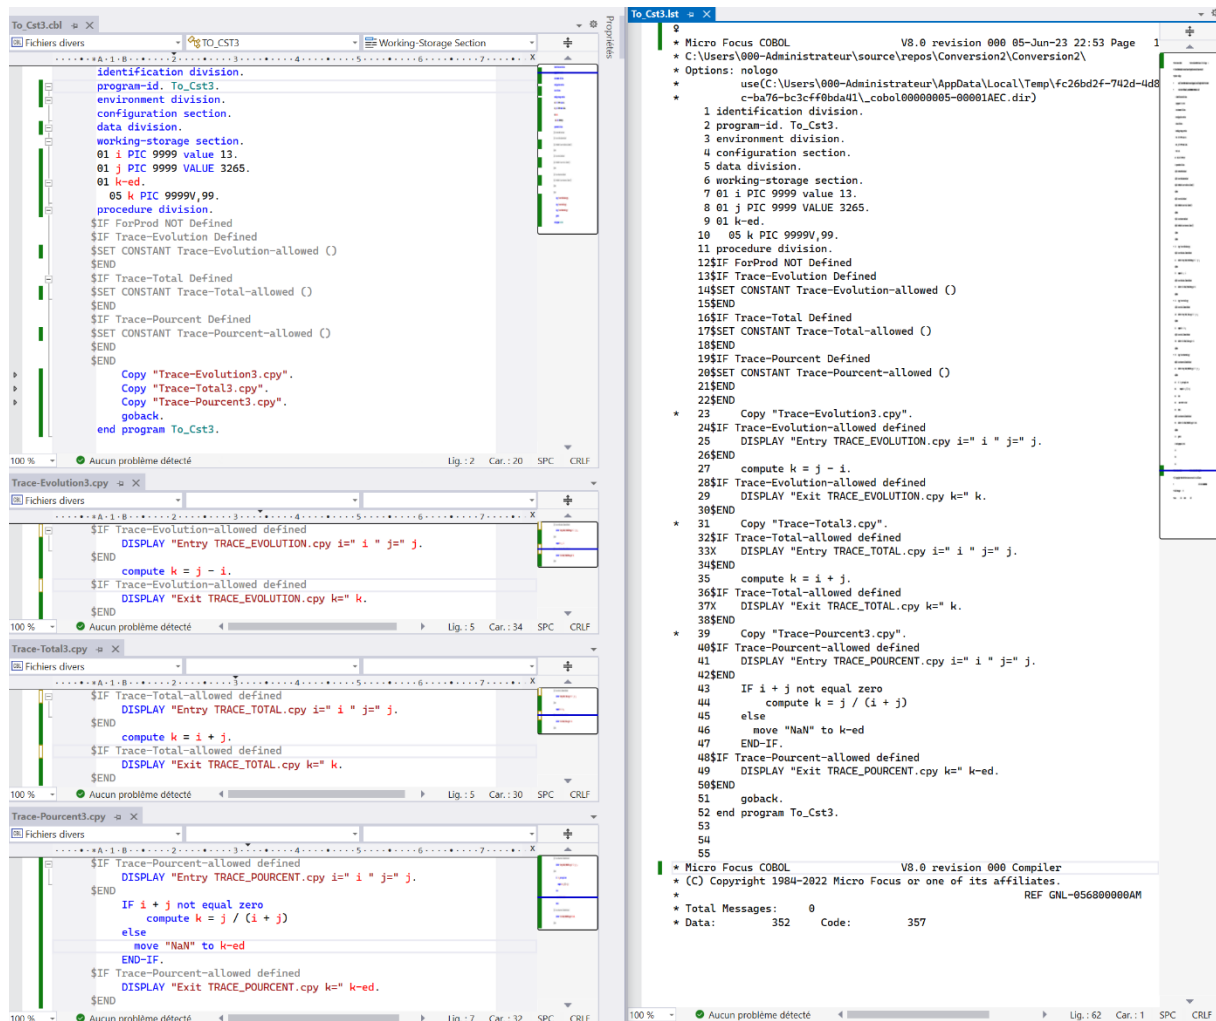 To_Cst3.cbl
Fichiers divers
TO_CST3
Working-Storage Section
identification division.
program-id. To_Cst3.
environment division.
configuration section.
data division.
working-storage section.
01 i PIC 9999 value 13.
01 j PIC 9999 VALUE 3265.
01 k-ed.
05 k PIC 9999V,99.
procedure division.
$IF ForProd NOT Defined
$IF Trace-Evolution Defined
$SET CONSTANT Trace-Evolution-allowed ()
$END
$IF Trace-Total Defined
$SET CONSTANT Trace-Total-allowed ()
$END
$IF Trace-Pourcent Defined
$SET CONSTANT Trace-Pourcent-allowed ()
$END
$END
Copy "Trace-Evolution3.cpy".
Copy "Trace-Total3.cpy".
Copy "Trace-Pourcent3.cpy".
goback.
end program To_Cst3.
100 % Aucun problème détecté Lig. : 2 Car. : 20 SPC CRLF
Trace-Evolution3.cpy
Fichiers divers
$IF Trace-Evolution-allowed defined
DISPLAY "Entry TRACE_EVOLUTION.cpy i=" i " j=" j.
$END
compute k = j - i.
$IF Trace-Evolution-allowed defined
DISPLAY "Exit TRACE_EVOLUTION.cpy k=" k.
$END
100 % Aucun problème détecté Lig. : 5 Car. : 34 SPC CRLF
Trace-Total3.cpy
Fichiers divers
$IF Trace-Total-allowed defined
DISPLAY "Entry TRACE_TOTAL.cpy i=" i " j=" j.
$END
compute k = i + j.
$IF Trace-Total-allowed defined
DISPLAY "Exit TRACE_TOTAL.cpy k=" k.
$END
100 % Aucun problème détecté Lig. : 5 Car. : 30 SPC CRLF
Trace-Pourcent3.cpy
Fichiers divers
$IF Trace-Pourcent-allowed defined
DISPLAY "Entry TRACE_POURCENT.cpy i=" i " j=" j.
$END
IF i + j not equal zero
compute k = j / (i + j)
else
move "NaN" to k-ed
END-IF.
$IF Trace-Pourcent-allowed defined
DISPLAY "Exit TRACE_POURCENT.cpy k=" k-ed.
$END
100 % Aucun problème détecté Lig. : 7 Car. : 32 SPC CRLF
Propriétés
To_Cst3.lst
* Micro Focus COBOL V8.0 revision 000 05-Jun-23 22:53 Page 1
* C:\Users\000-Administrateur\source\repos\Conversion2\Conversion2\
* Options: nologo
* use(C:\Users\000-Administrateur\AppData\Local\Temp\fc26bd2f-742d-4d8
* c-ba76-bc3cff0bda41\_cobol00000005-00001AEC.dir)
1 identification division.
2 program-id. To_Cst3.
3 environment division.
4 configuration section.
5 data division.
6 working-storage section.
7 01 i PIC 9999 value 13.
8 01 j PIC 9999 VALUE 3265.
9 01 k-ed.
10 05 k PIC 9999V,99.
11 procedure division.
12$IF ForProd NOT Defined
13$IF Trace-Evolution Defined
14$SET CONSTANT Trace-Evolution-allowed ()
15$END
16$IF Trace-Total Defined
17$SET CONSTANT Trace-Total-allowed ()
18$END
19$IF Trace-Pourcent Defined
20$SET CONSTANT Trace-Pourcent-allowed ()
21$END
22$END
* 23 Copy "Trace-Evolution3.cpy".
24$IF Trace-Evolution-allowed defined
25 DISPLAY "Entry TRACE_EVOLUTION.cpy i=" i " j=" j.
26$END
27 compute k = j - i.
28$IF Trace-Evolution-allowed defined
29 DISPLAY "Exit TRACE_EVOLUTION.cpy k=" k.
30$END
* 31 Copy "Trace-Total3.cpy".
32$IF Trace-Total-allowed defined
33X DISPLAY "Entry TRACE_TOTAL.cpy i=" i " j=" j.
34$END
35 compute k = i + j.
36$IF Trace-Total-allowed defined
37X DISPLAY "Exit TRACE_TOTAL.cpy k=" k.
38$END
* 39 Copy "Trace-Pourcent3.cpy".
40$IF Trace-Pourcent-allowed defined
41 DISPLAY "Entry TRACE_POURCENT.cpy i=" i " j=" j.
42$END
43 IF i + j not equal zero
44 compute k = j / (i + j)
45 else
46 move "NaN" to k-ed
47 END-IF.
48$IF Trace-Pourcent-allowed defined
49 DISPLAY "Exit TRACE_POURCENT.cpy k=" k-ed.
50$END
51 goback.
52 end program To_Cst3.
53
54
55
* Micro Focus COBOL V8.0 revision 000 Compiler
* (C) Copyright 1984-2022 Micro Focus or one of its affiliates.
* REF GNL-056800000AM
* Total Messages: 0
* Data: 352 Code: 357
100 % Aucun problème détecté Lig. : 62 Car. : 1 SPC CRLF